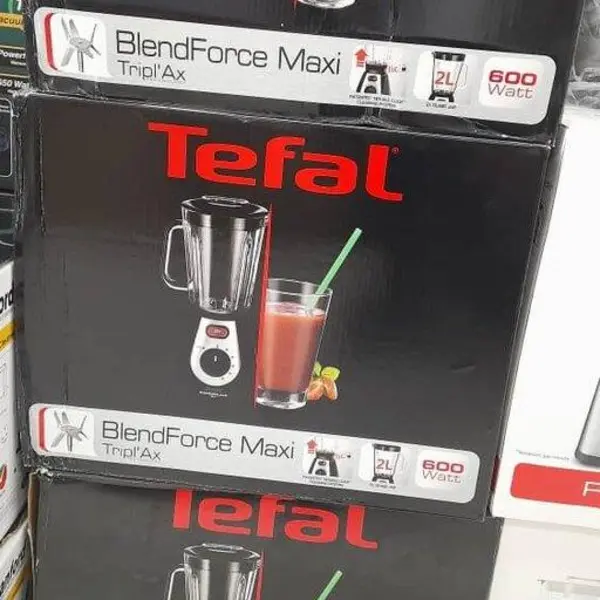 BlendForce Maxi
Tripl'Ax
2L
600
Watt
Tefal
BlendForce Maxi
Tripl'Ax
2L
600
Watt
Tefal